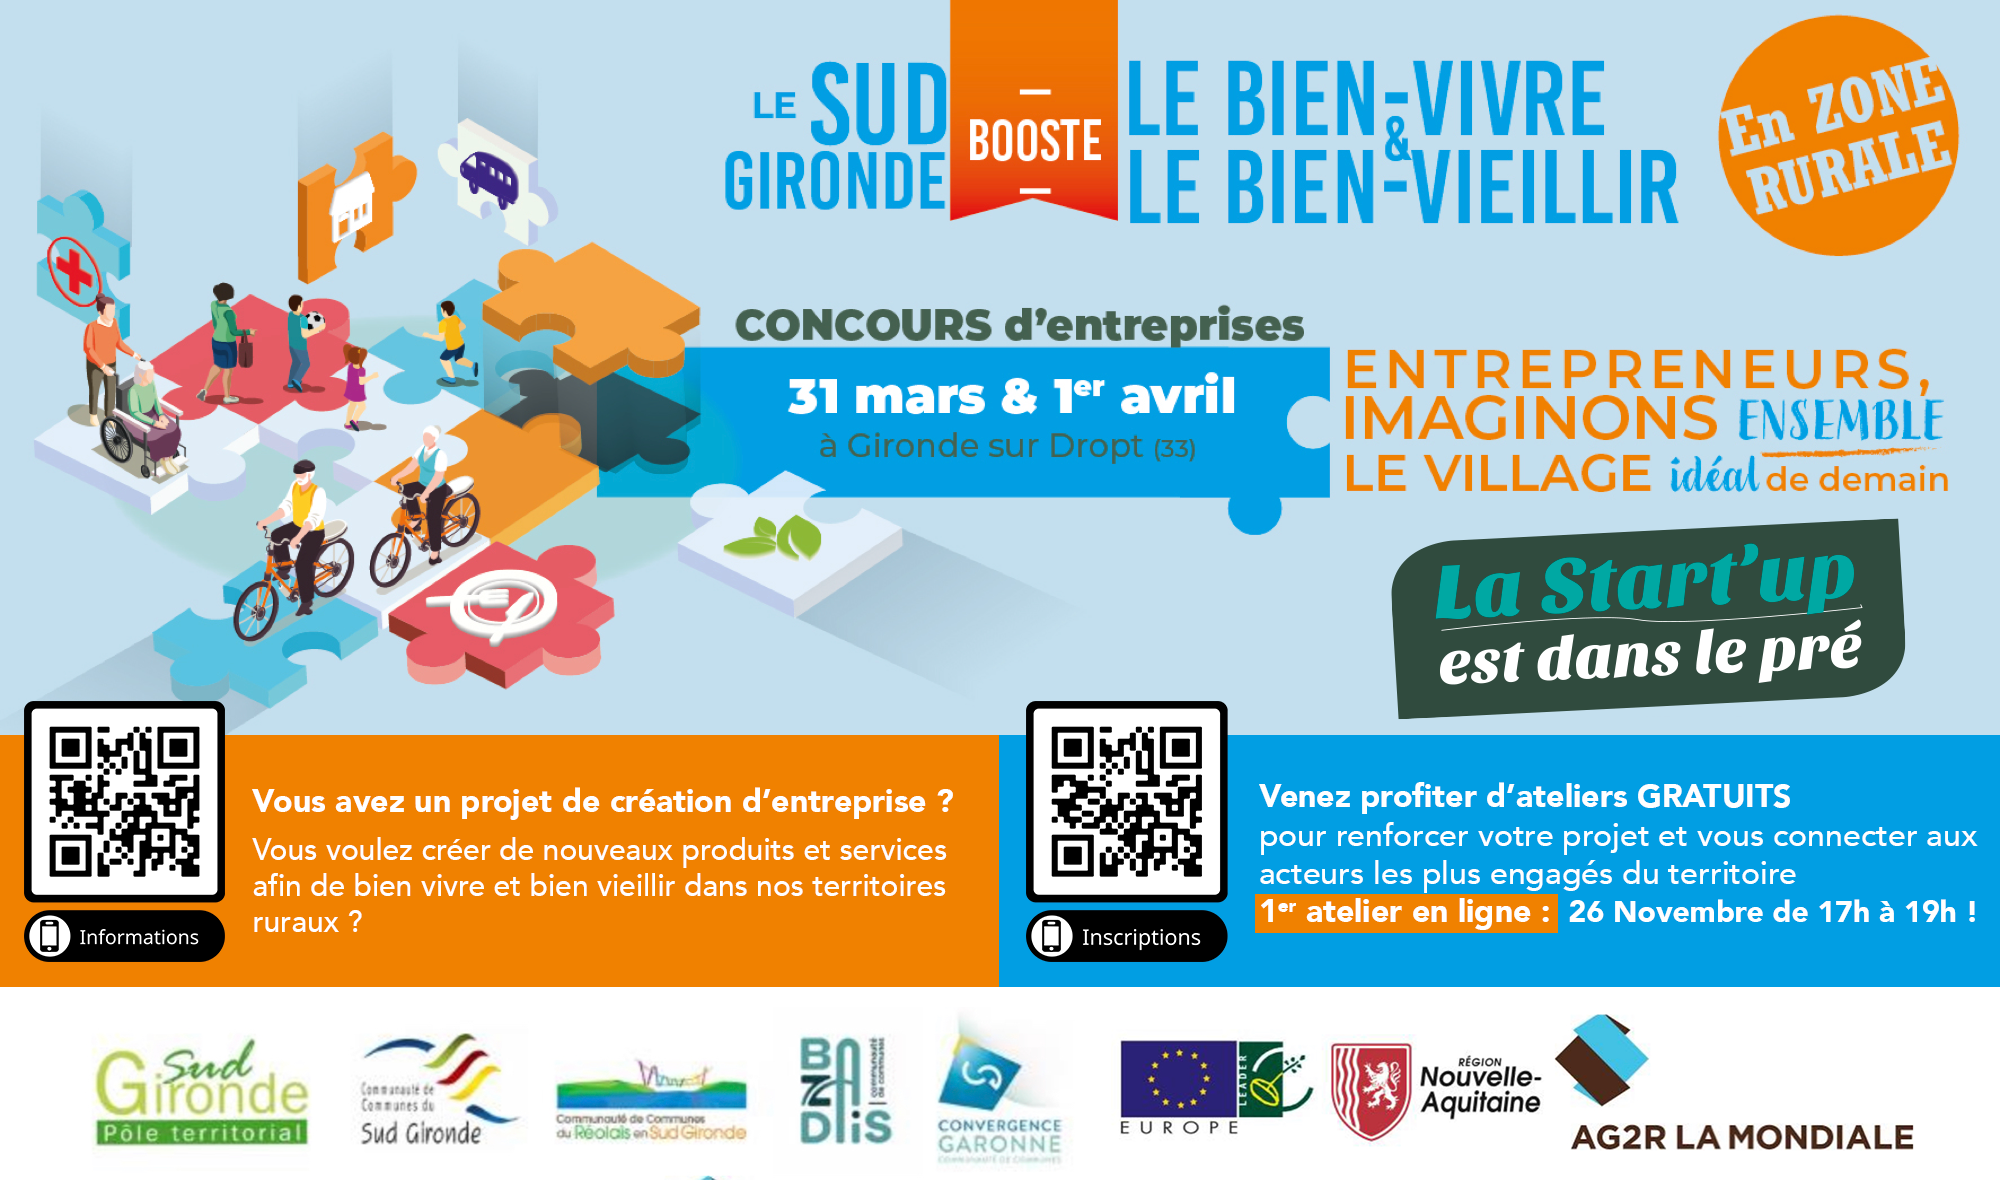 LE SUD
GIRONDE
BOOSTE
LE BIEN-VIVRE
&
LE BIEN-VIEILLIR
En ZONE
RURALE
CONCOURS d'entreprises
31 mars & 1er avril
à Gironde sur Dropt (33)
ENTREPRENEURS,
IMAGINONS ENSEMBLE
LE VILLAGE idéal de demain
La Start'up
est dans le pré
Informations
Vous avez un projet de création d'entreprise ?
Vous voulez créer de nouveaux produits et services
afin de bien vivre et bien vieillir dans nos territoires
ruraux ?
Inscriptions
Venez profiter d'ateliers GRATUITS
pour renforcer votre projet et vous connecter aux
acteurs les plus engagés du territoire
1er atelier en ligne : 26 Novembre de 17h à 19h !
Sud
Gironde
Pôle territorial
Communauté de
Communes du
Sud Gironde
Communauté de Communes
du Réolais en Sud Gironde
BAZADAIS
communauté
de communes
CONVERGENCE
GARONNE
COMMUNAUTÉ DE COMMUNES
LEADER
EUROPE
RÉGION
Nouvelle-
Aquitaine
AG2R LA MONDIALE